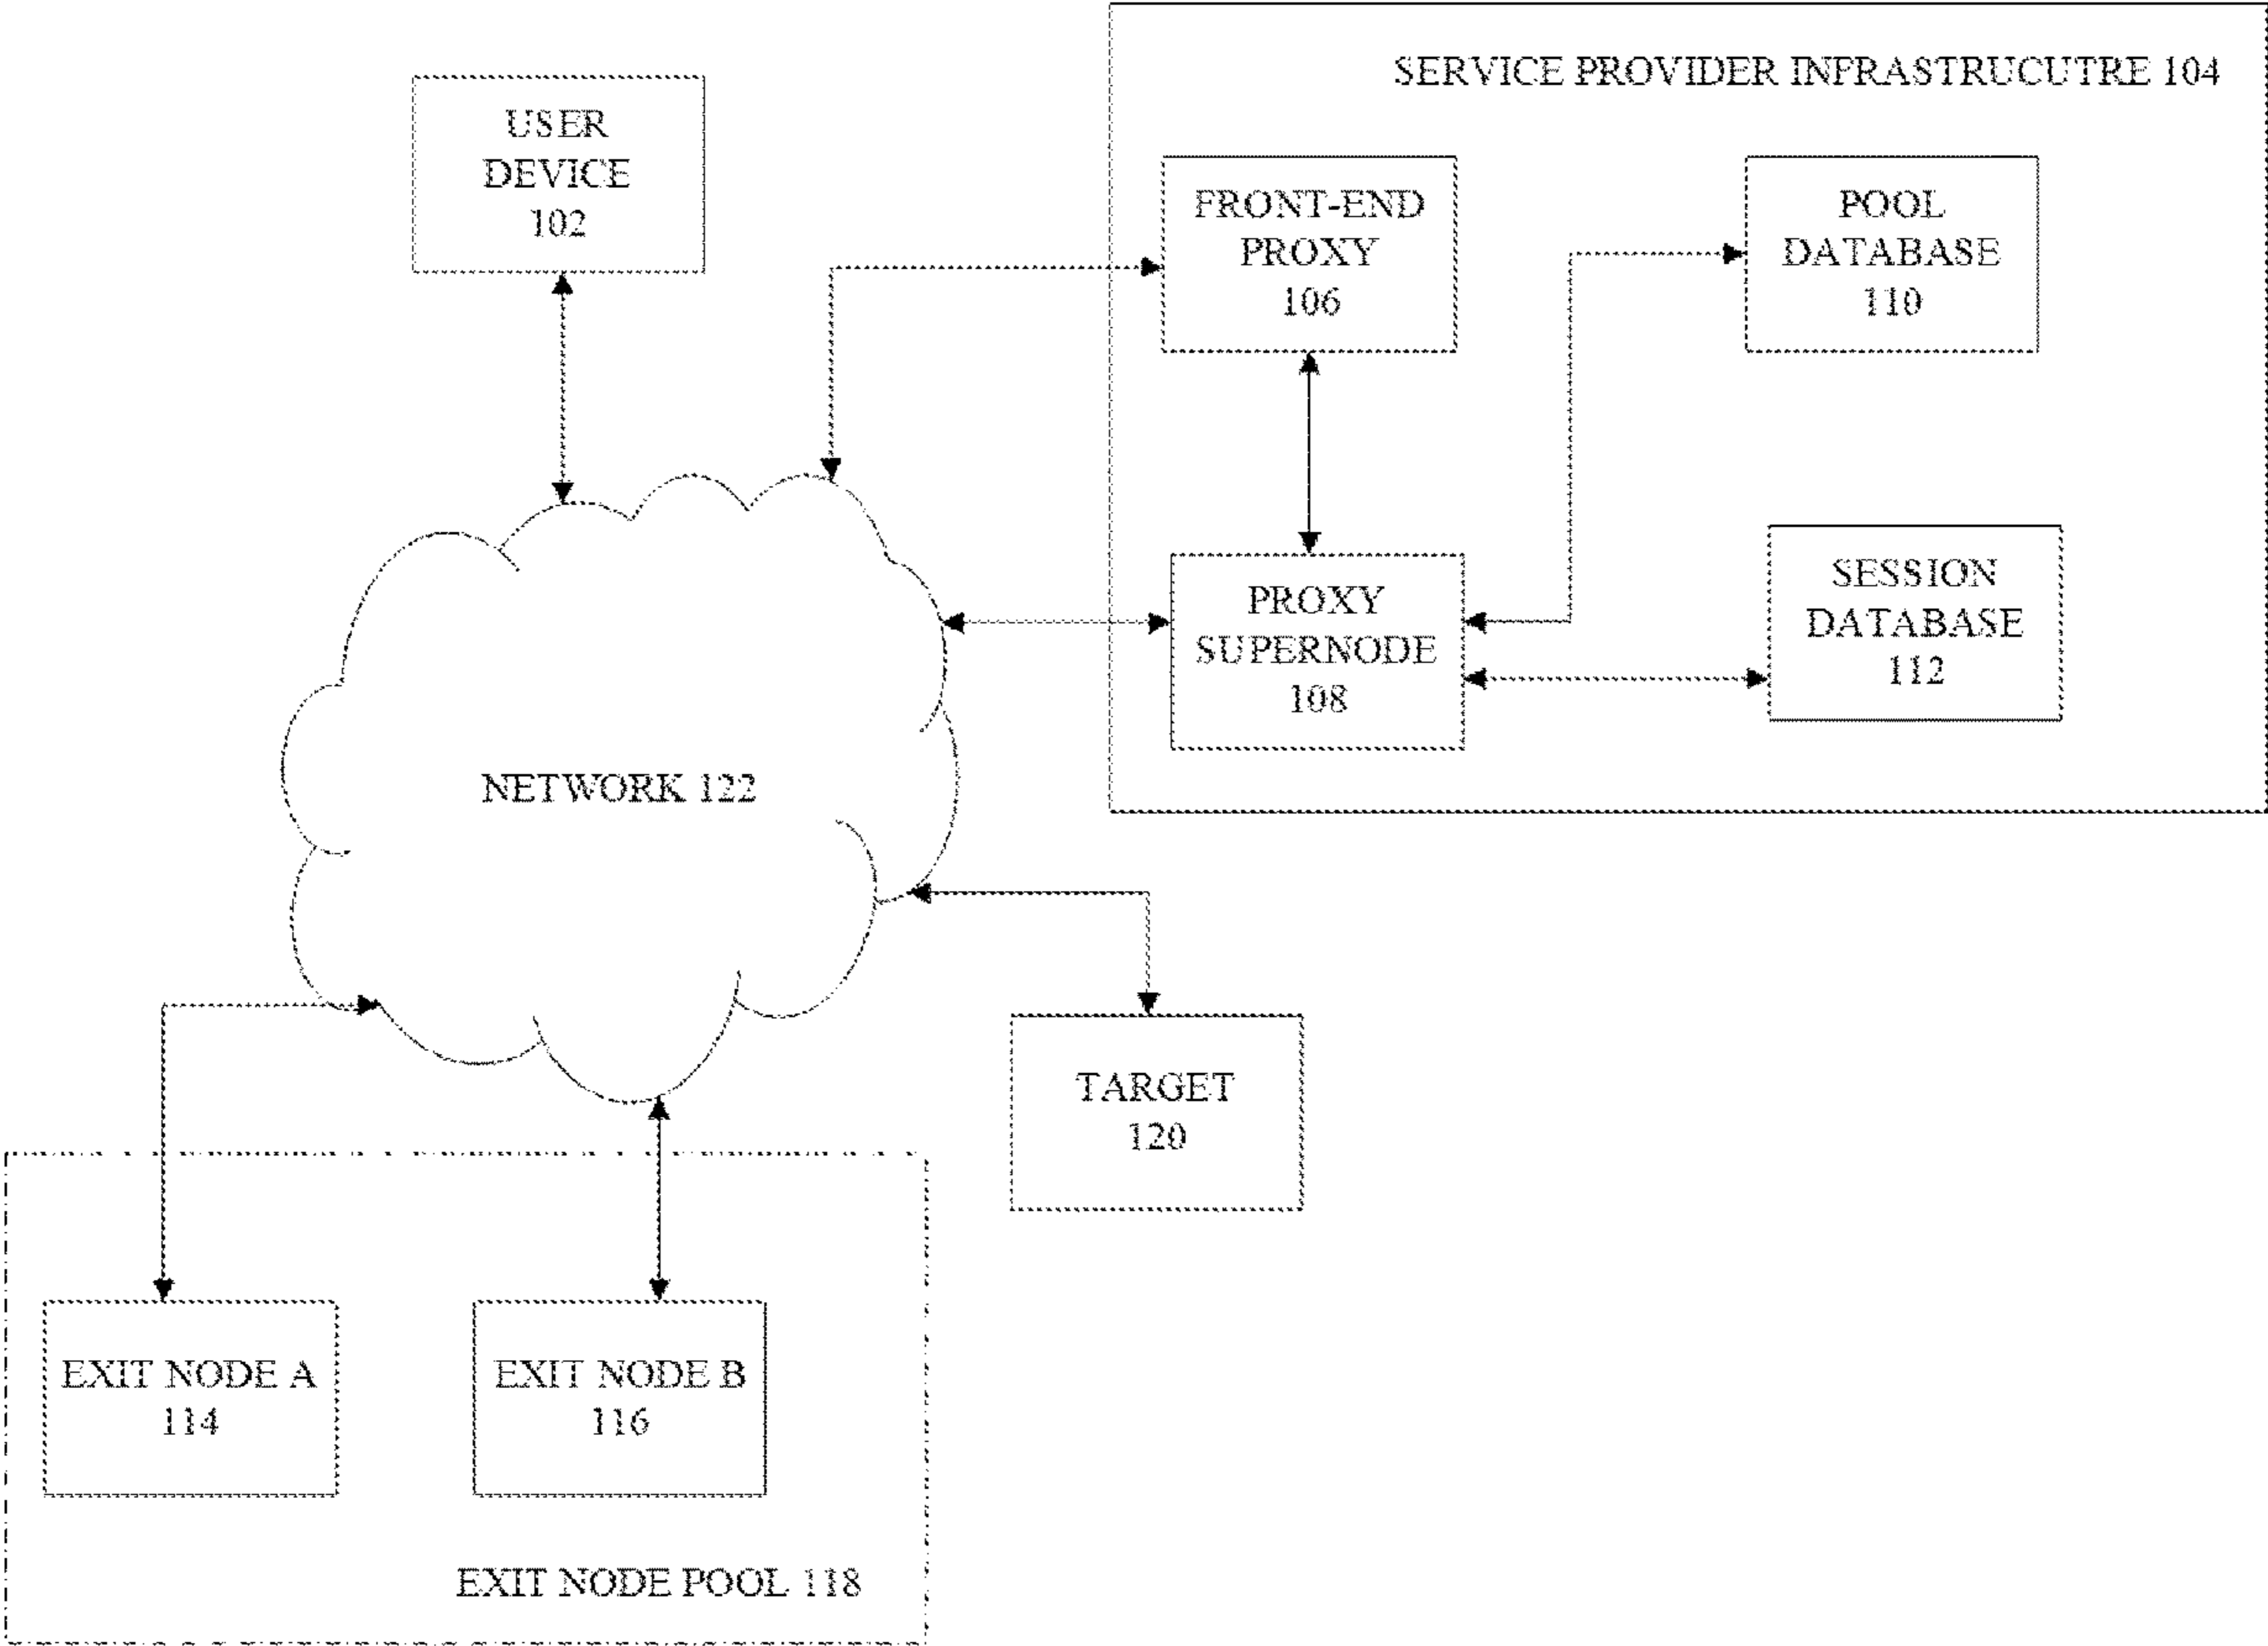 SERVICE PROVIDER INFRASTRUCUTRE 104
USER
DEVICE
102
FRONT-END
PROXY
106
POOL
DATABASE
110
PROXY
SUPERNODE
108
SESSION
DATABASE
112
NETWORK 122
TARGET
120
EXIT NODE A
114
EXIT NODE B
116
EXIT NODE POOL 118